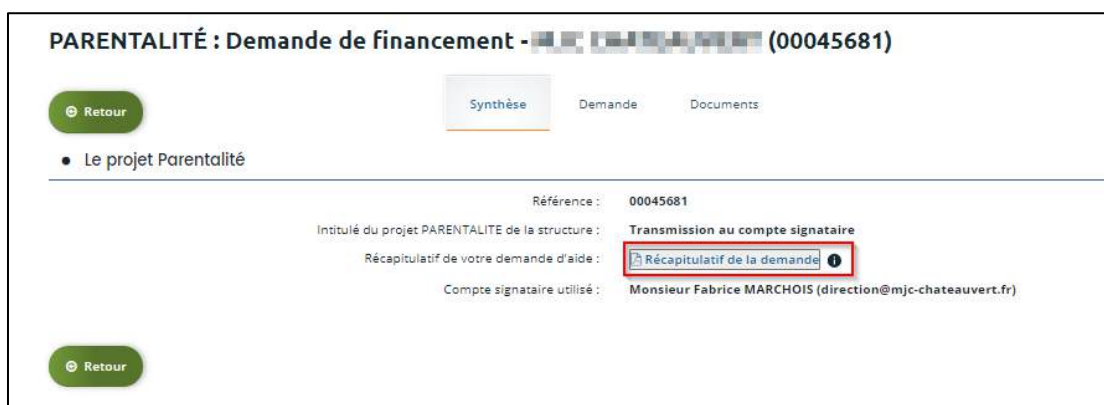 PARENTALITÉ : Demande de financement - (00045681)
Retour
Synthèse Demande Documents
Le projet Parentalité
Référence : 00045681
Intitulé du projet PARENTALITE de la structure : Transmission au compte signataire
Récapitulatif de votre demande d'aide : Récapitulatif de la demande
Compte signataire utilisé : Monsieur Fabrice MARCHOIS (direction@mjc-chateauvert.fr)
Retour